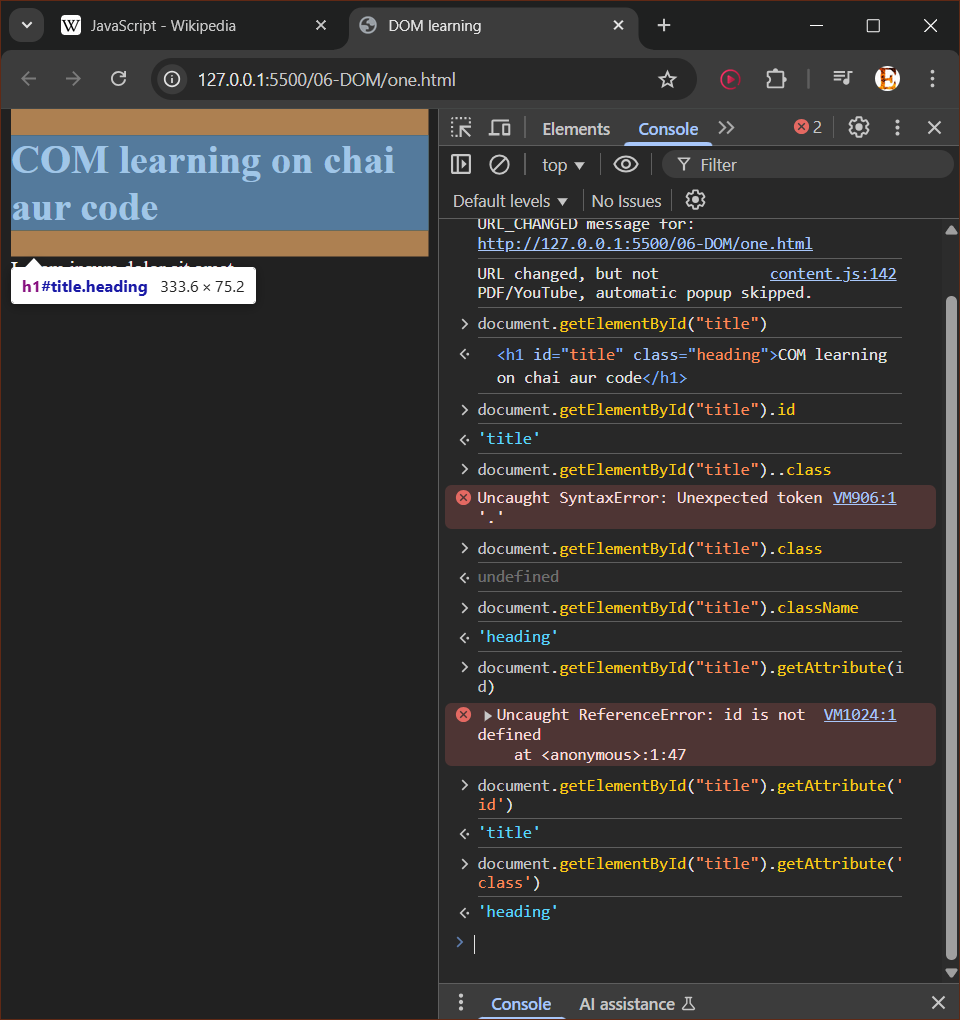 JavaScript - Wikipedia
DOM learning
127.0.0.1:5500/06-DOM/one.html
COM learning on chai
aur code
h1#title.heading 333.6 × 75.2
Elements Console 2
top Filter
Default levels No Issues
URL_CHANGED message for:
http://127.0.0.1:5500/06-DOM/one.html
URL changed, but not content.js:142
PDF/YouTube, automatic popup skipped.
document.getElementById("title")
<h1 id="title" class="heading">COM learning
on chai aur code</h1>
document.getElementById("title").id
'title'
document.getElementById("title")..class
Uncaught SyntaxError: Unexpected token VM906:1
'.'
document.getElementById("title").class
undefined
document.getElementById("title").className
'heading'
document.getElementById("title").getAttribute(i
d)
Uncaught ReferenceError: id is not VM1024:1
defined
at <anonymous>:1:47
document.getElementById("title").getAttribute('
id')
'title'
document.getElementById("title").getAttribute('
class')
'heading'
Console AI assistance